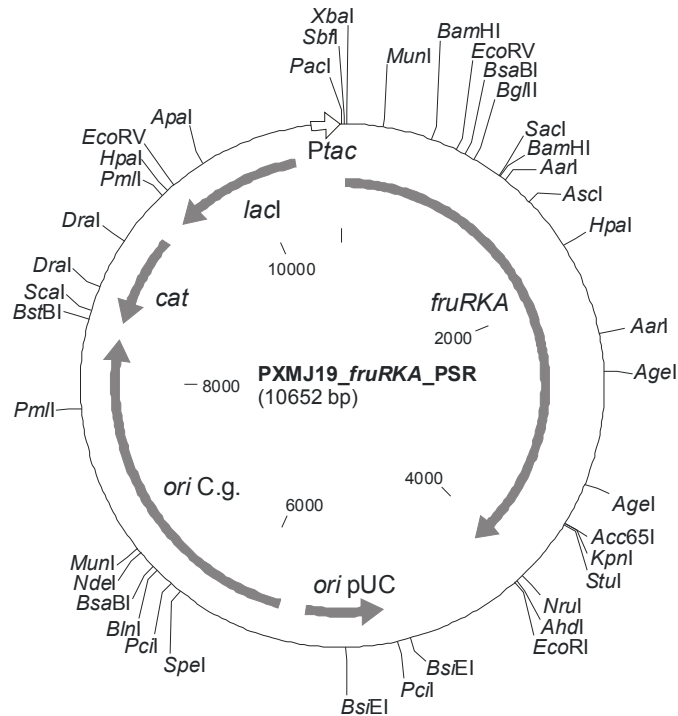 XbaI
SbfI
PacI
MunI
BamHI
EcoRV
BsaBI
BglII
SacI
BamHI
AarI
AscI
HpaI
AarI
AgeI
AgeI
Acc65I
KpnI
StuI
NruI
AhdI
EcoRI
BsiEI
PciI
BsiEI
SpeI
PciI
BlnI
BsaBI
NdeI
MunI
PmlI
BstBI
ScaI
DraI
DraI
PmlI
HpaI
EcoRV
ApaI
Ptac
lacI
10000
cat
fruRKA
2000
8000
PXMJ19_fruRKA_PSR
(10652 bp)
4000
ori C.g.
6000
ori pUC